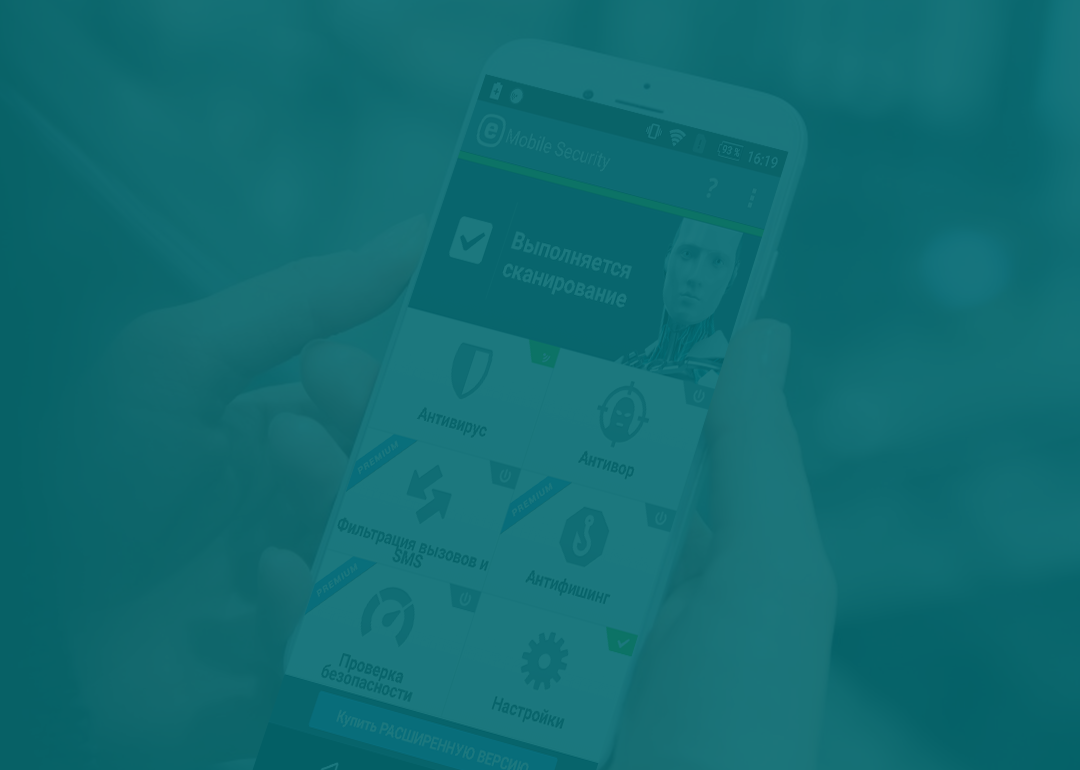 93 % 16:19
e Mobile Security
?
Выполняется
сканирование
Антивирус
Антивор
PREMIUM
PREMIUM
Фильтрация вызовов и
SMS
Антифишинг
PREMIUM
Проверка
безопасности
Настройки
Купить РАСШИРЕННУЮ ВЕРСИЮ